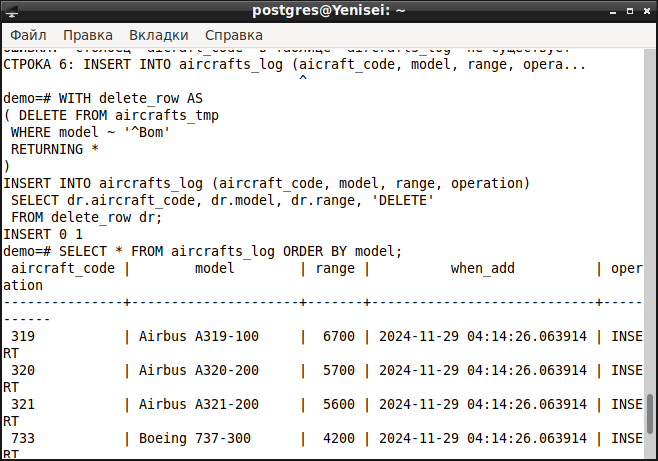 postgres@Yenisei: ~
Файл Правка Вкладки Справка
СТРОКА 6: INSERT INTO aircrafts_log (aicraft_code, model, range, opera...
^
demo=# WITH delete_row AS
( DELETE FROM aircrafts_tmp
WHERE model ~ '^Bom'
RETURNING *
)
INSERT INTO aircrafts_log (aircraft_code, model, range, operation)
SELECT dr.aircraft_code, dr.model, dr.range, 'DELETE'
FROM delete_row dr;
INSERT 0 1
demo=# SELECT * FROM aircrafts_log ORDER BY model;
aircraft_code | model | range | when_add | oper
ation
---------------+---------------------+-------+----------------------------+-----
------
319 | Airbus A319-100 | 6700 | 2024-11-29 04:14:26.063914 | INSE
RT
320 | Airbus A320-200 | 5700 | 2024-11-29 04:14:26.063914 | INSE
RT
321 | Airbus A321-200 | 5600 | 2024-11-29 04:14:26.063914 | INSE
RT
733 | Boeing 737-300 | 4200 | 2024-11-29 04:14:26.063914 | INSE
RT